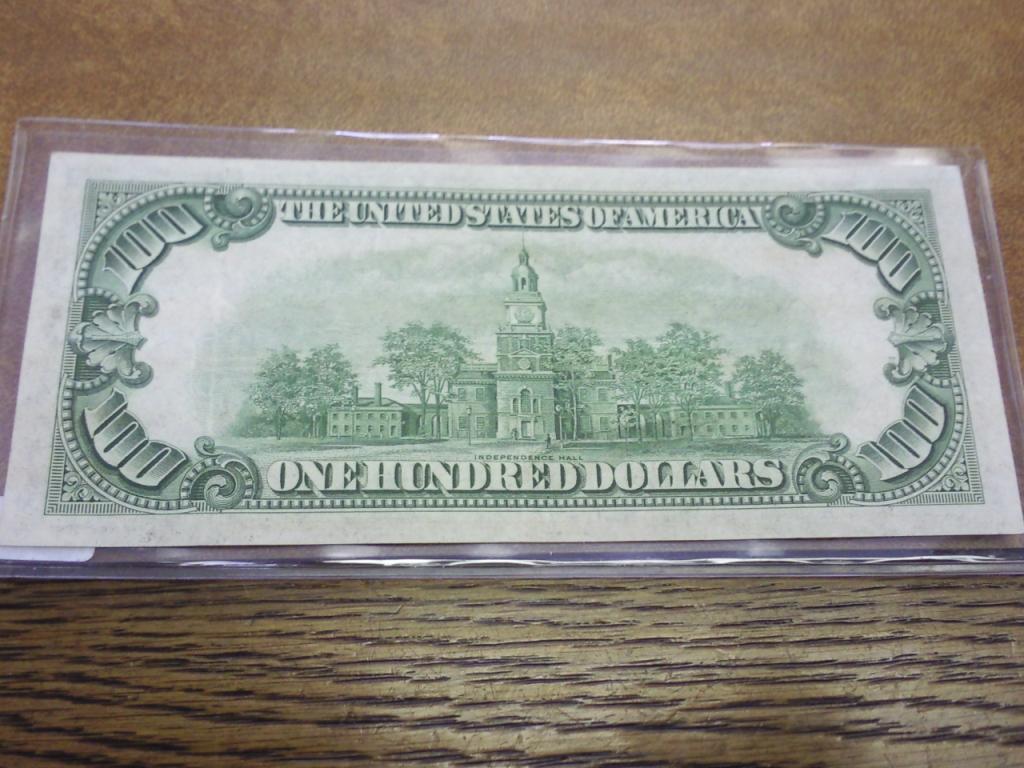 100 THE UNITED STATES OF AMERICA 100
INDEPENDENCE HALL
100 ONE HUNDRED DOLLARS 100